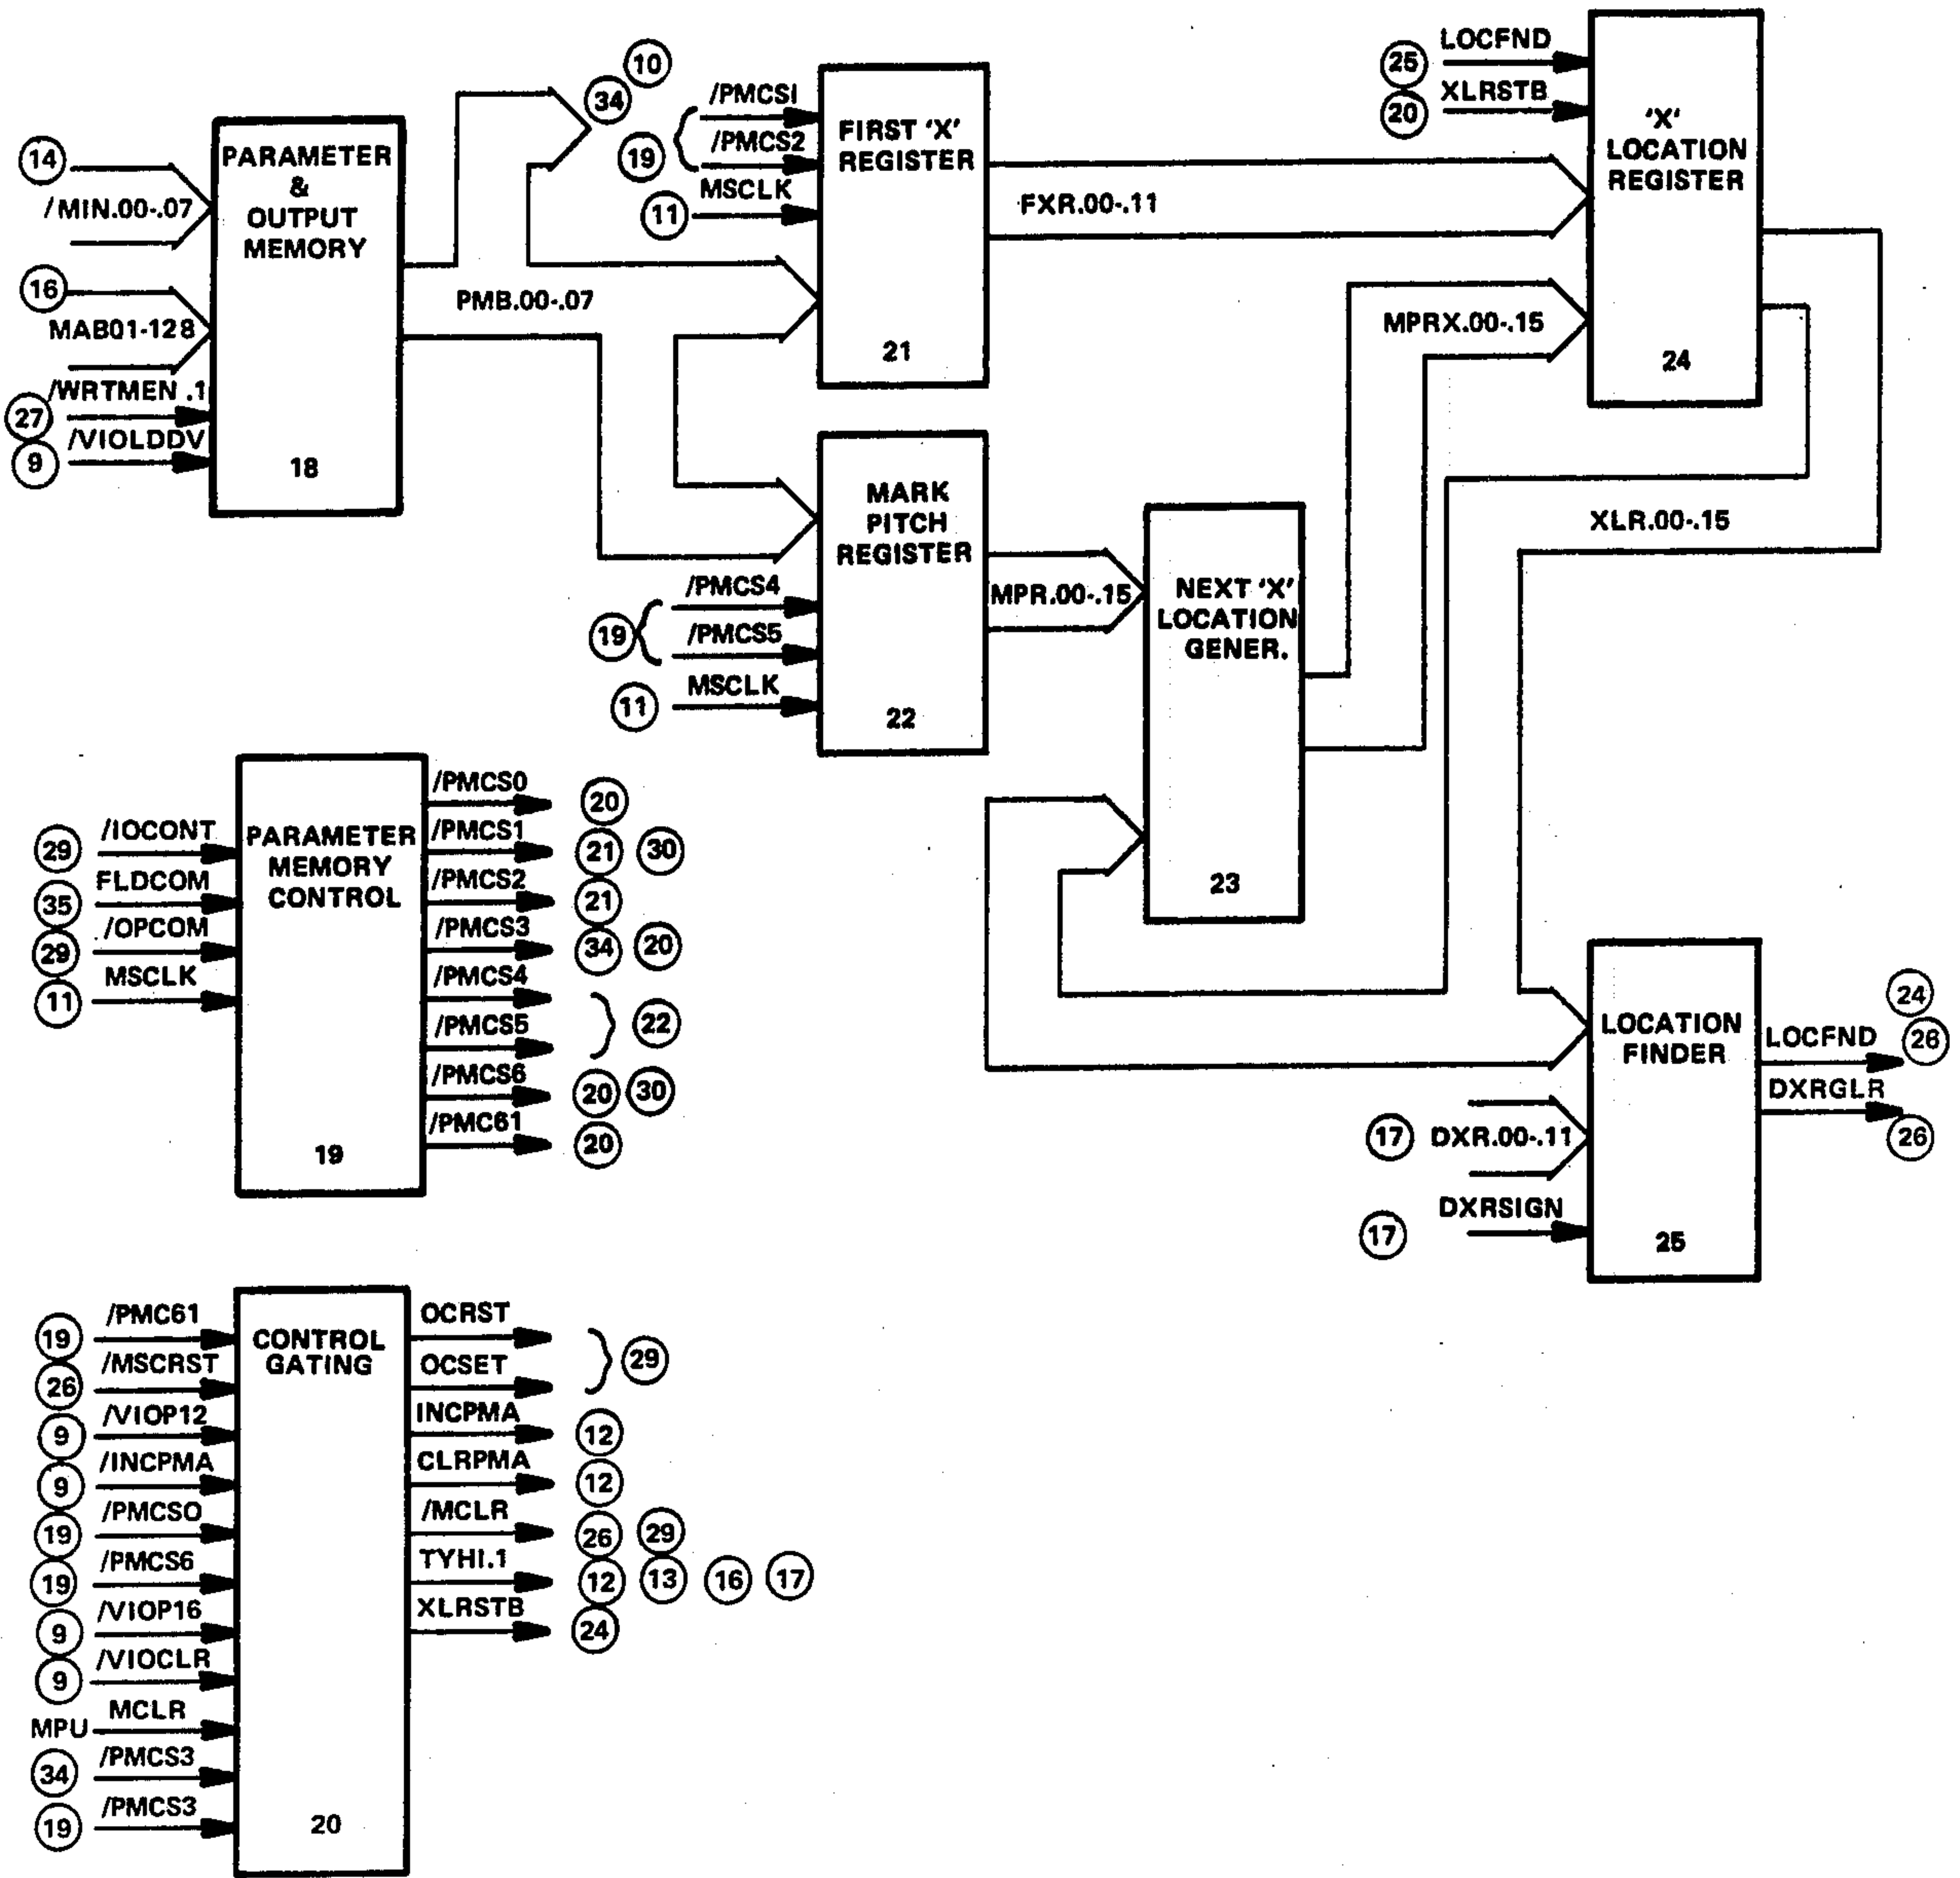 14
/MIN.00-.07
16
MAB01-128
/WRTMEN .1
27
/VIOLDDV
9
PARAMETER
&
OUTPUT
MEMORY
18
10
34
PMB.00-.07
/PMCSI
/PMCS2
19
MSCLK
11
FIRST 'X'
REGISTER
21
FXR.00-.11
LOCFND
25
XLRSTB
20
'X'
LOCATION
REGISTER
24
MPRX.00-.15
XLR.00-.15
MARK
PITCH
REGISTER
22
/PMCS4
19
/PMCS5
MSCLK
11
MPR.00-.15
NEXT 'X'
LOCATION
GENER.
23
LOCATION
FINDER
25
17 DXR.00-.11
DXRSIGN
17
24
LOCFND
26
DXRGLR
26
/IOCONT
29
FLDCOM
35
/OPCOM
29
MSCLK
11
PARAMETER
MEMORY
CONTROL
19
/PMCS0
20
/PMCS1
21 30
/PMCS2
21
/PMCS3
34 20
/PMCS4
/PMCS5
22
/PMCS6
20 30
/PMC61
20
/PMC61
19
/MSCRST
26
/VIOP12
9
/INCPMA
9
/PMCSO
19
/PMCS6
19
/VIOP16
9
/VIOCLR
9
MCLR
MPU
/PMCS3
34
/PMCS3
19
CONTROL
GATING
20
OCRST
OCSET
29
INCPMA
12
CLRPMA
12
/MCLR
26 29
TYHI.1
12 13 16 17
XLRSTB
24